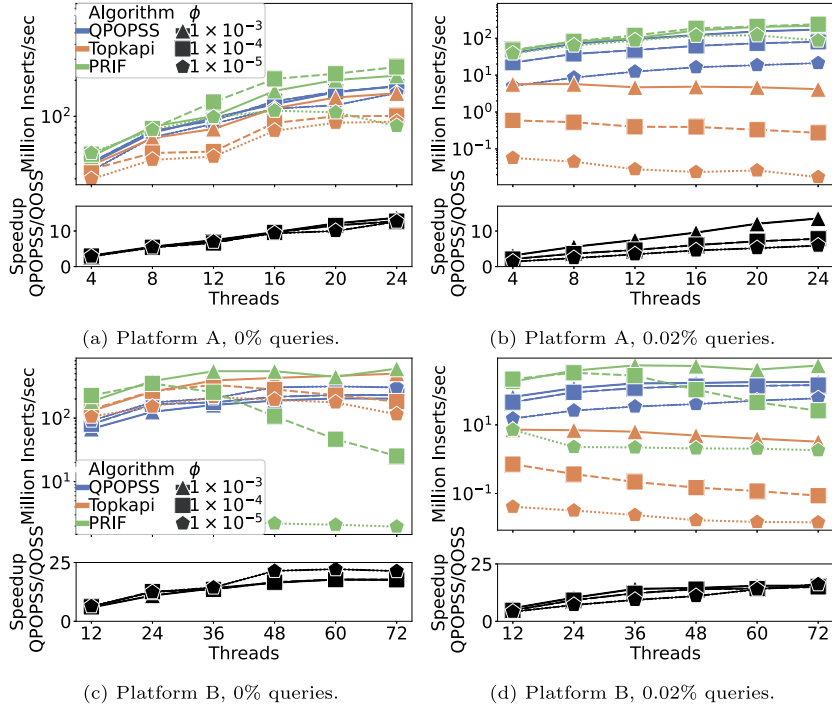 Algorithm ϕ
QPOPSS 1 × 10⁻³
Topkapi 1 × 10⁻⁴
PRIF 1 × 10⁻⁵
Million Inserts/sec
10²
Speedup
QPOPSS/QOSS
10
0
4 8 12 16 20 24
Threads
(a) Platform A, 0% queries.
Million Inserts/sec
10²
10¹
10⁰
10⁻¹
Speedup
QPOPSS/QOSS
10
0
4 8 12 16 20 24
Threads
(b) Platform A, 0.02% queries.
Million Inserts/sec
10²
10¹
Algorithm ϕ
QPOPSS 1 × 10⁻³
Topkapi 1 × 10⁻⁴
PRIF 1 × 10⁻⁵
Speedup
QPOPSS/QOSS
25
0
12 24 36 48 60 72
Threads
(c) Platform B, 0% queries.
Million Inserts/sec
10¹
10⁻¹
Speedup
QPOPSS/QOSS
25
0
12 24 36 48 60 72
Threads
(d) Platform B, 0.02% queries.